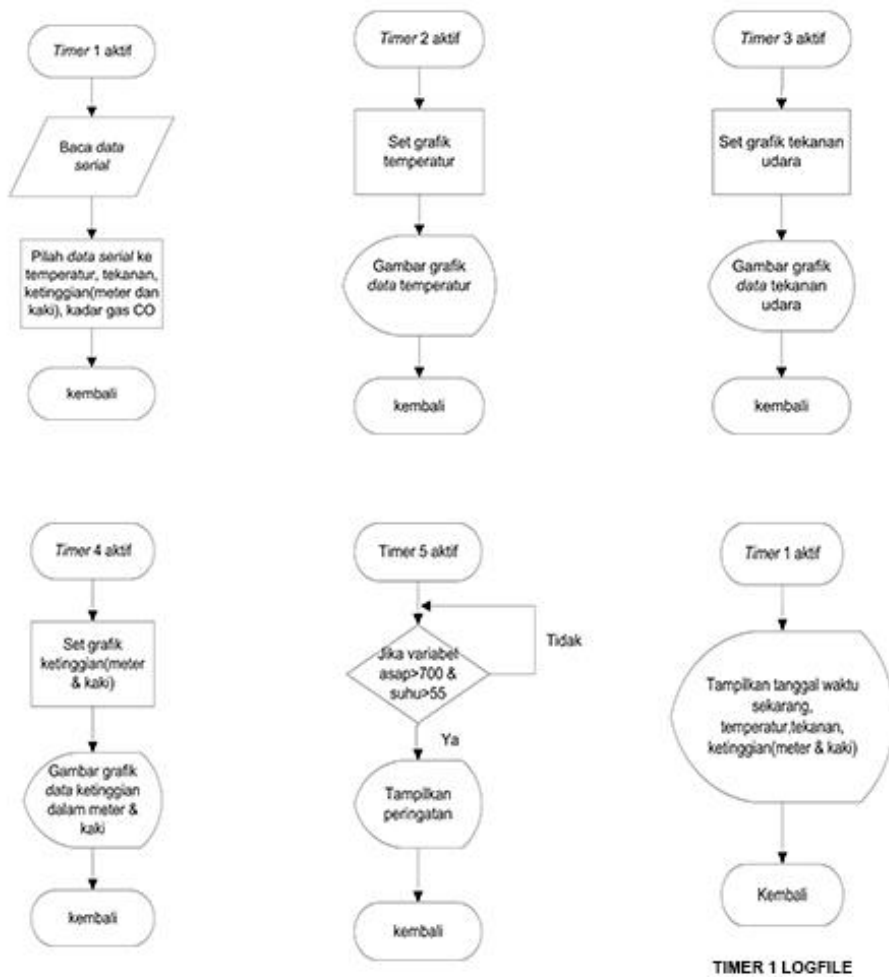 Timer 1 aktif
Baca data
serial
Pilah data serial ke
temperatur, tekanan,
ketinggian(meter dan
kaki), kadar gas CO
kembali
Timer 2 aktif
Set grafik
temperatur
Gambar grafik
data temperatur
kembali
Timer 3 aktif
Set grafik tekanan
udara
Gambar grafik
data tekanan
udara
kembali
Timer 4 aktif
Set grafik
ketinggian(meter
& kaki)
Gambar grafik
data ketinggian
dalam meter &
kaki
kembali
Timer 5 aktif
Jika variabel
asap>700 &
suhu>55
Tidak
Ya
Tampilkan
peringatan
kembali
Timer 1 aktif
Tampilkan tanggal waktu
sekarang,
temperatur,tekanan,
ketinggian(meter & kaki)
Kembali
TIMER 1 LOGFILE